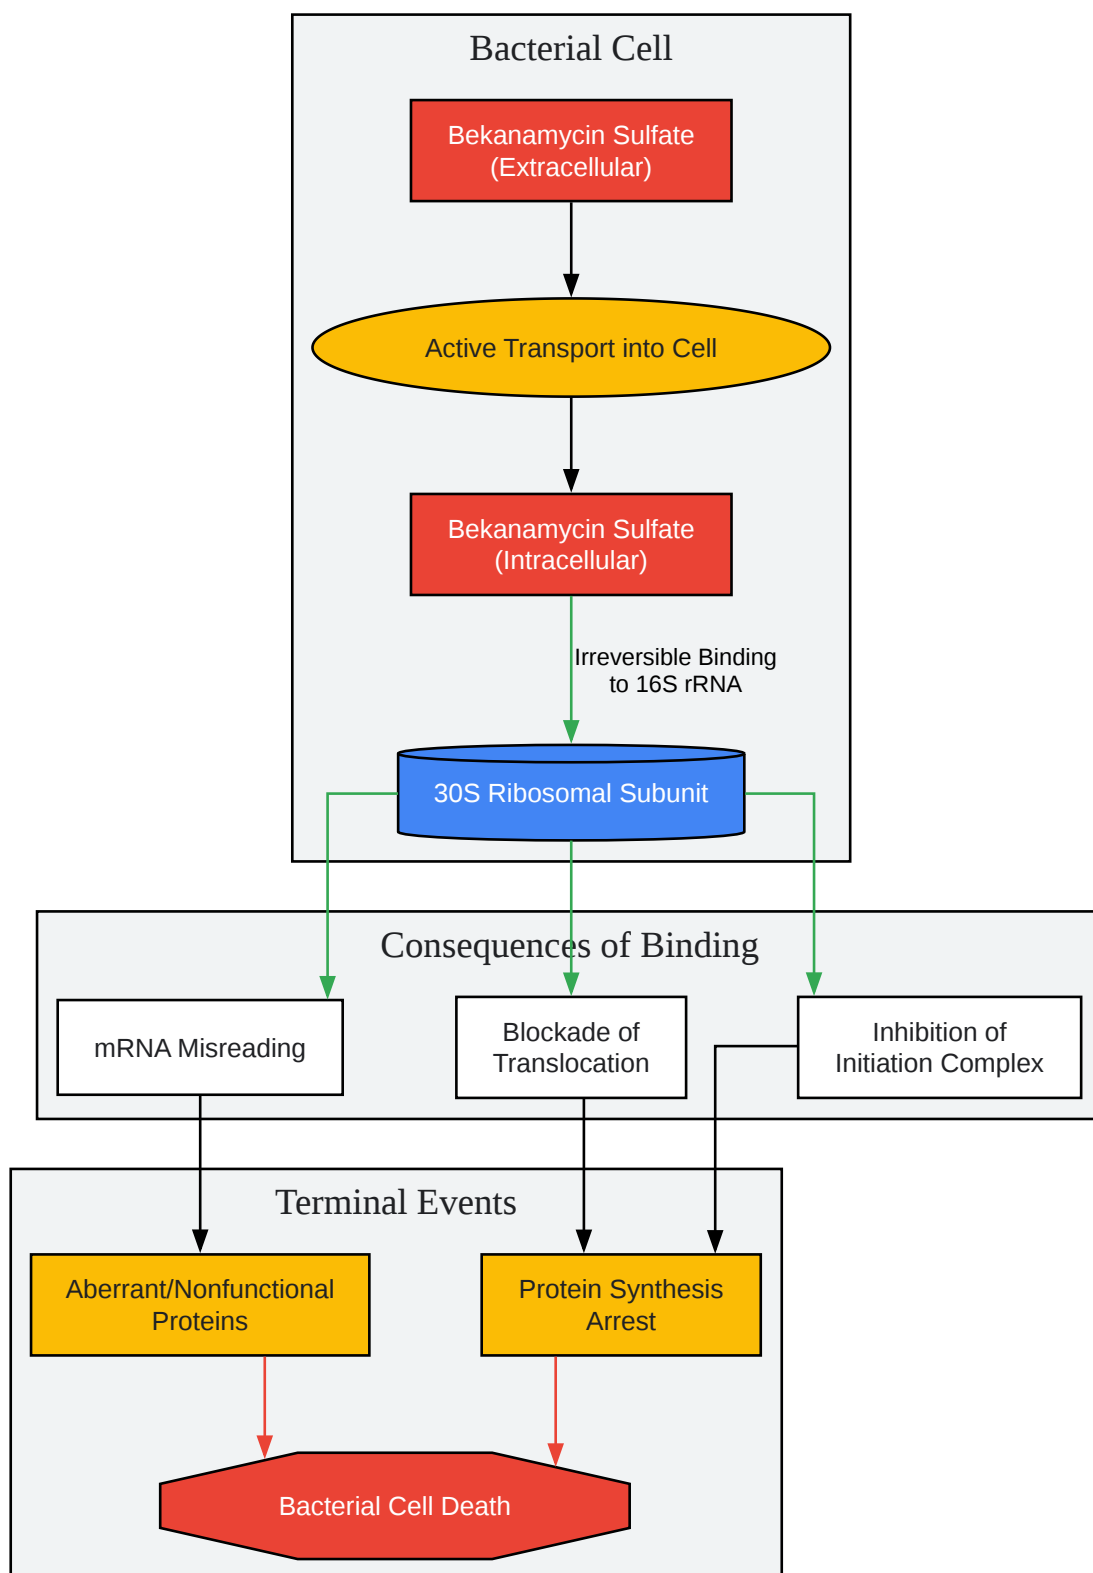 Bacterial Cell
Bekanamycin Sulfate
(Extracellular)
Active Transport into Cell
Bekanamycin Sulfate
(Intracellular)
Irreversible Binding
to 16S rRNA
30S Ribosomal Subunit
Consequences of Binding
mRNA Misreading
Blockade of
Translocation
Inhibition of
Initiation Complex
Terminal Events
Aberrant/Nonfunctional
Proteins
Protein Synthesis
Arrest
Bacterial Cell Death